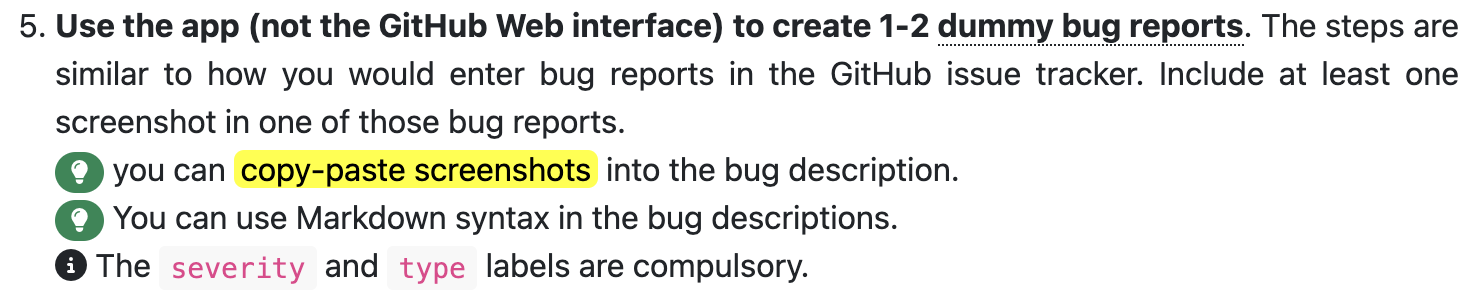 5. Use the app (not the GitHub Web interface) to create 1-2 dummy bug reports. The steps are
similar to how you would enter bug reports in the GitHub issue tracker. Include at least one
screenshot in one of those bug reports.
you can copy-paste screenshots into the bug description.
You can use Markdown syntax in the bug descriptions.
The severity and type labels are compulsory.